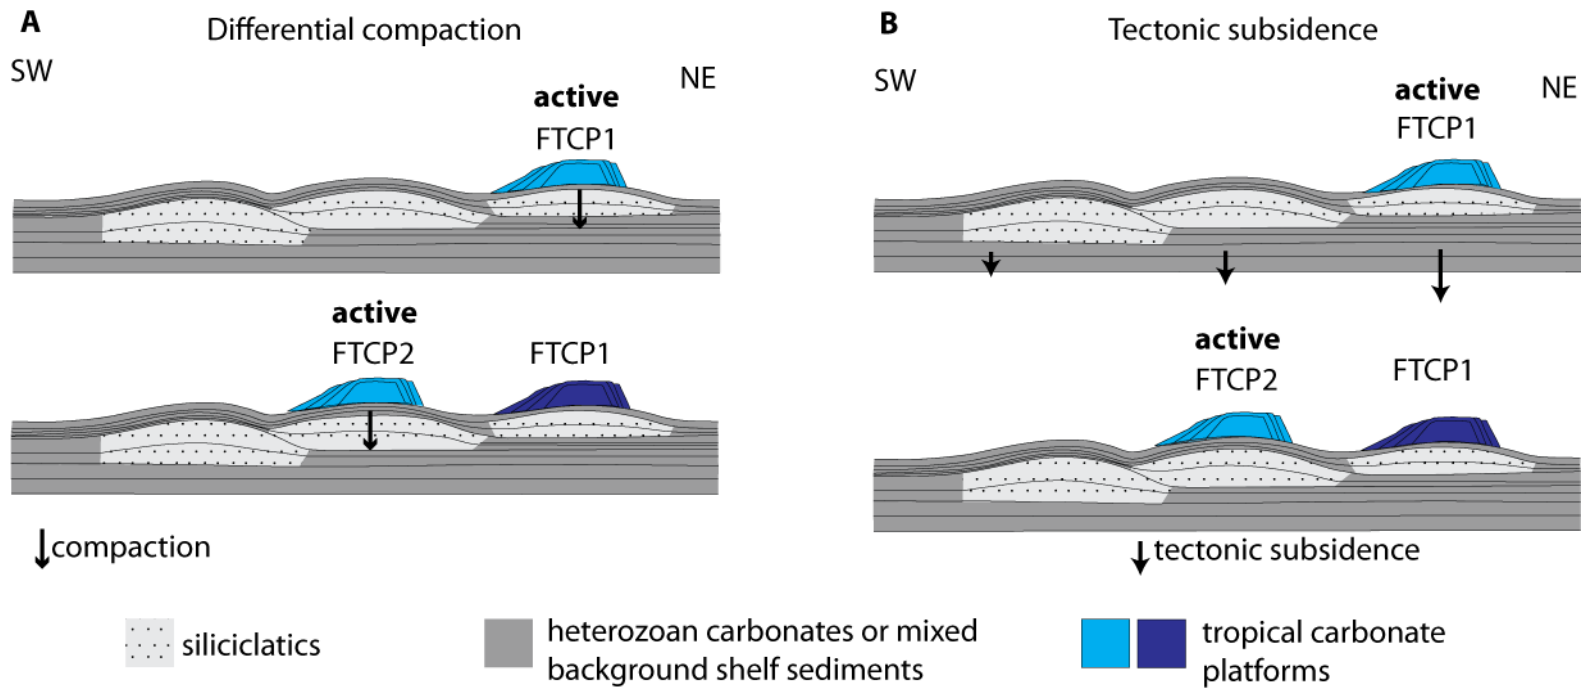 A
Differential compaction
SW
NE
active
FTCP1
active
FTCP2
FTCP1
compaction
B
Tectonic subsidence
SW
NE
active
FTCP1
active
FTCP2
FTCP1
tectonic subsidence
siliciclatics
heterozoan carbonates or mixed
background shelf sediments
tropical carbonate
platforms